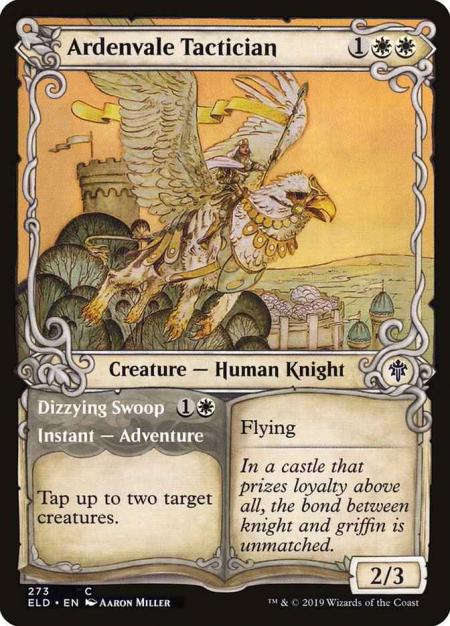 Ardenvale Tactician 1
Creature — Human Knight
Dizzying Swoop 1
Instant — Adventure
Tap up to two target
creatures.
Flying
In a castle that
prizes loyalty above
all, the bond between
knight and griffin is
unmatched.
2/3
273 C
ELD • EN Aaron Miller
™ & © 2019 Wizards of the Coast